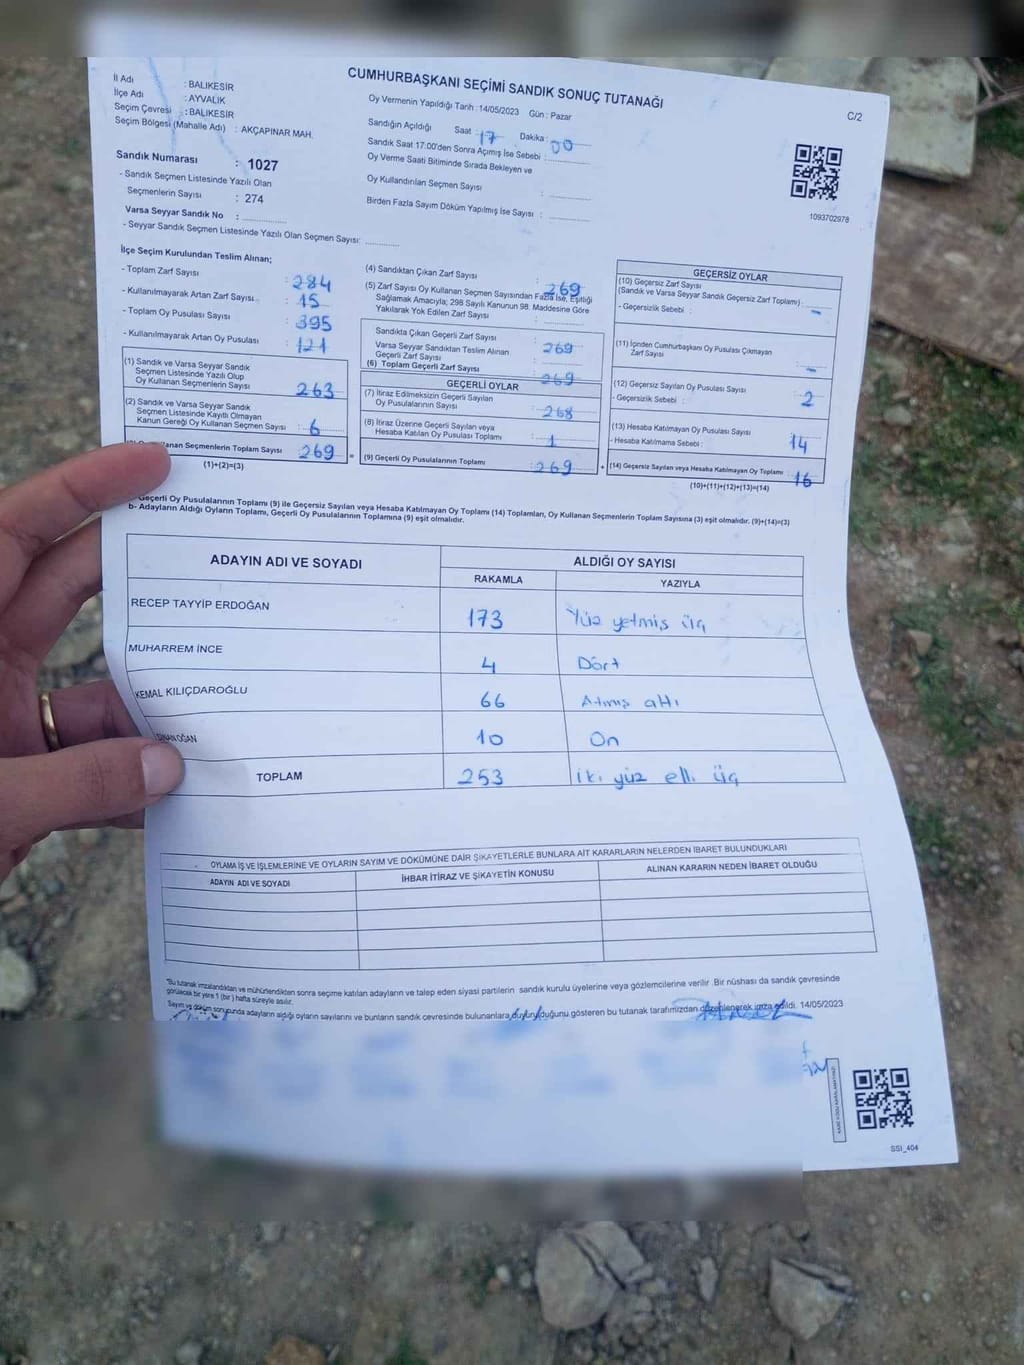 CUMHURBAŞKANI SEÇİMİ SANDIK SONUÇ TUTANAĞI
C/2
İl Adı : BALIKESİR
İlçe Adı : AYVALIK
Seçim Çevresi : BALIKESİR
Seçim Bölgesi (Mahalle Adı) : AKÇAPINAR MAH.
Sandık Numarası : 1027
- Sandık Seçmen Listesinde Yazılı Olan
Seçmenlerin Sayısı : 274
Varsa Seyyar Sandık No :
- Seyyar Sandık Seçmen Listesinde Yazılı Olan Seçmen Sayısı:
Oy Vermenin Yapıldığı Tarih :14/05/2023 Gün : Pazar
Sandığın Açıldığı Saat : 17 Dakika : 00
Sandık Saat 17:00'den Sonra Açımış İse Sebebi :
Oy Verme Saati Bitiminde Sırada Bekleyen ve
Oy Kullandırılan Seçmen Sayısı :
Birden Fazla Sayım Döküm Yapılmış İse Sayısı :
1093702978
İlçe Seçim Kurulundan Teslim Alınan;
- Toplam Zarf Sayısı : 284
- Kullanılmayarak Artan Zarf Sayısı : 15
- Toplam Oy Pusulası Sayısı : 395
- Kullanılmayarak Artan Oy Pusulası : 121
(1) Sandık ve Varsa Seyyar Sandık
Seçmen Listesinde Yazılı Olup
Oy Kullanan Seçmenlerin Sayısı : 263
(2) Sandık ve Varsa Seyyar Sandık
Seçmen Listesinde Kayıtlı Olmayan
Kanun Gereği Oy Kullanan Seçmen Sayısı : 6
Kullanan Seçmenlerin Toplam Sayısı : 269
(1)+(2)=(3)
(4) Sandıktan Çıkan Zarf Sayısı : 269
(5) Zarf Sayısı Oy Kullanan Seçmen Sayısından Fazla İse, Eşitliği
Sağlamak Amacıyla; 298 Sayılı Kanunun 98. Maddesine Göre
Yakılarak Yok Edilen Zarf Sayısı :
Sandıkta Çıkan Geçerli Zarf Sayısı : 269
Varsa Seyyar Sandıktan Teslim Alınan
Geçerli Zarf Sayısı :
(6) Toplam Geçerli Zarf Sayısı : 269
GEÇERLİ OYLAR
(7) İtiraz Edilmeksizin Geçerli Sayılan
Oy Pusulalarının Sayısı : 268
(8) İtiraz Üzerine Geçerli Sayılan veya
Hesaba Katılan Oy Pusulası Toplamı : 1
(9) Geçerli Oy Pusulalarının Toplamı : 269
GEÇERSİZ OYLAR
(10) Geçersiz Zarf Sayısı
(Sandık ve Varsa Seyyar Sandık Geçersiz Zarf Toplamı) : -
- Geçersizlik Sebebi :
(11) İçinden Cumhurbaşkanı Oy Pusulası Çıkmayan
Zarf Sayısı : -
(12) Geçersiz Sayılan Oy Pusulası Sayısı : 2
- Geçersizlik Sebebi :
(13) Hesaba Katılmayan Oy Pusulası Sayısı : 14
- Hesaba Katılmama Sebebi :
(14) Geçersiz Sayılan veya Hesaba Katılmayan Oy Toplamı : 16
(10)+(11)+(12)+(13)=(14)
Geçerli Oy Pusulalarının Toplamı (9) ile Geçersiz Sayılan veya Hesaba Katılmayan Oy Toplamı (14) Toplamları, Oy Kullanan Seçmenlerin Toplam Sayısına (3) eşit olmalıdır. (9)+(14)=(3)
b- Adayların Aldığı Oyların Toplamı, Geçerli Oy Pusulalarının Toplamına (9) eşit olmalıdır.
ADAYIN ADI VE SOYADI ALDIĞI OY SAYISI
RAKAMLA YAZIYLA
RECEP TAYYİP ERDOĞAN 173 Yüz yetmiş üç
MUHARREM İNCE 4 Dört
KEMAL KILIÇDAROĞLU 66 Atmış altı
SİNAN OĞAN 10 On
TOPLAM 253 İki yüz elli üç
OYLAMA İŞ VE İŞLEMLERİNE VE OYLARIN SAYIM VE DÖKÜMÜNE DAİR ŞİKAYETLERLE BUNLARA AİT KARARLARIN NELERDEN İBARET BULUNDUKLARI
ADAYIN ADI VE SOYADI İHBAR İTİRAZ VE ŞİKAYETİN KONUSU ALINAN KARARIN NEDEN İBARET OLDUĞU
*Bu tutanak imzalandıktan ve mühürlendikten sonra seçime katılan adayların ve talep eden siyasi partilerin sandık kurulu üyelerine veya gözlemcilerine verilir .Bir nüshası da sandık çevresinde
görülecek bir yere 1 (bir) hafta süreyle asılır.
Sayım ve döküm sonucunda adayların aldığı oyların sayılarını ve bunların sandık çevresinde bulunanlara duyurulduğunu gösteren bu tutanak tarafımızdan düzenlenerek imza edildi. 14/05/2023
SSI_404